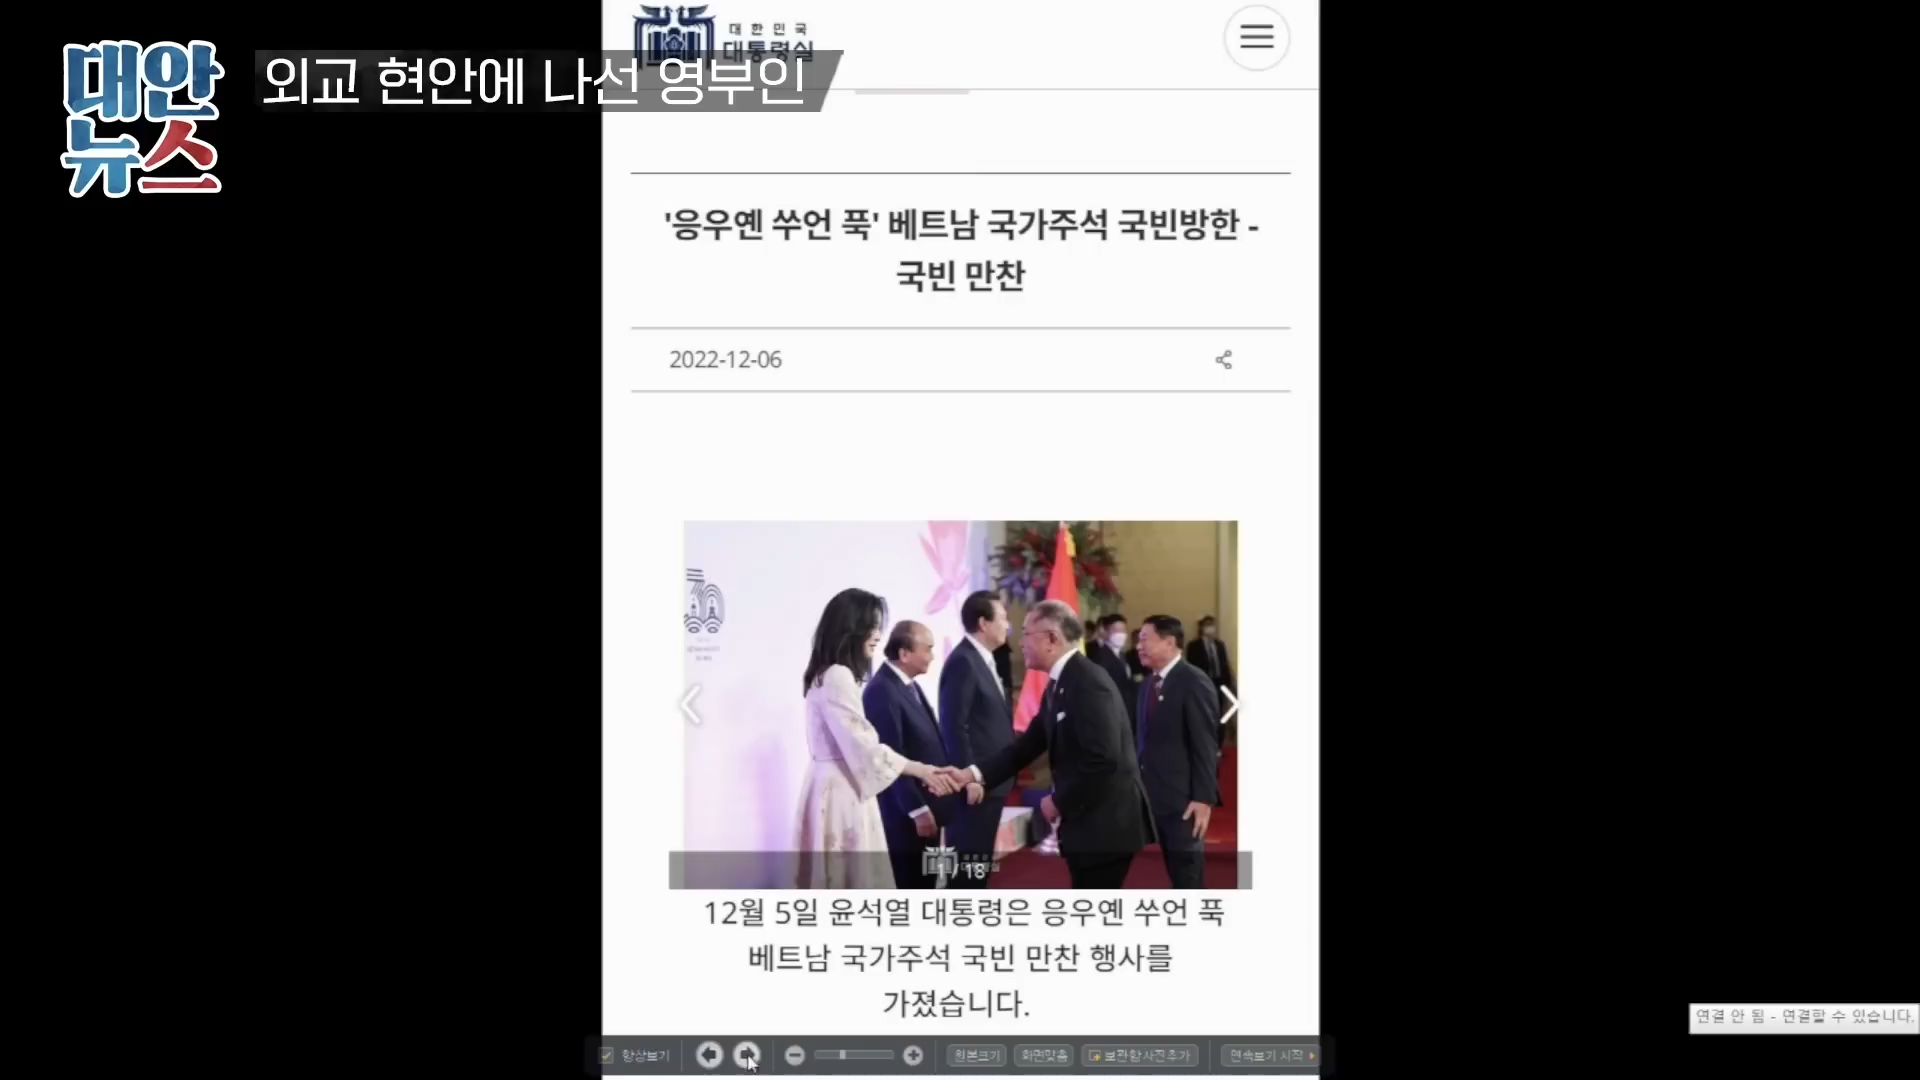 대안
뉴스
외교 현안에 나선 영부인
대한민국
대통령실
'응우옌 쑤언 푹' 베트남 국가주석 국빈방한 -
국빈 만찬
2022-12-06
30
1 / 18
12월 5일 윤석열 대통령은 응우옌 쑤언 푹
베트남 국가주석 국빈 만찬 행사를
가졌습니다.
연결 안 됨 - 연결할 수 있습니다.
항상보기
원본크기
화면맞춤
보관함사진추가
연속보기 시작